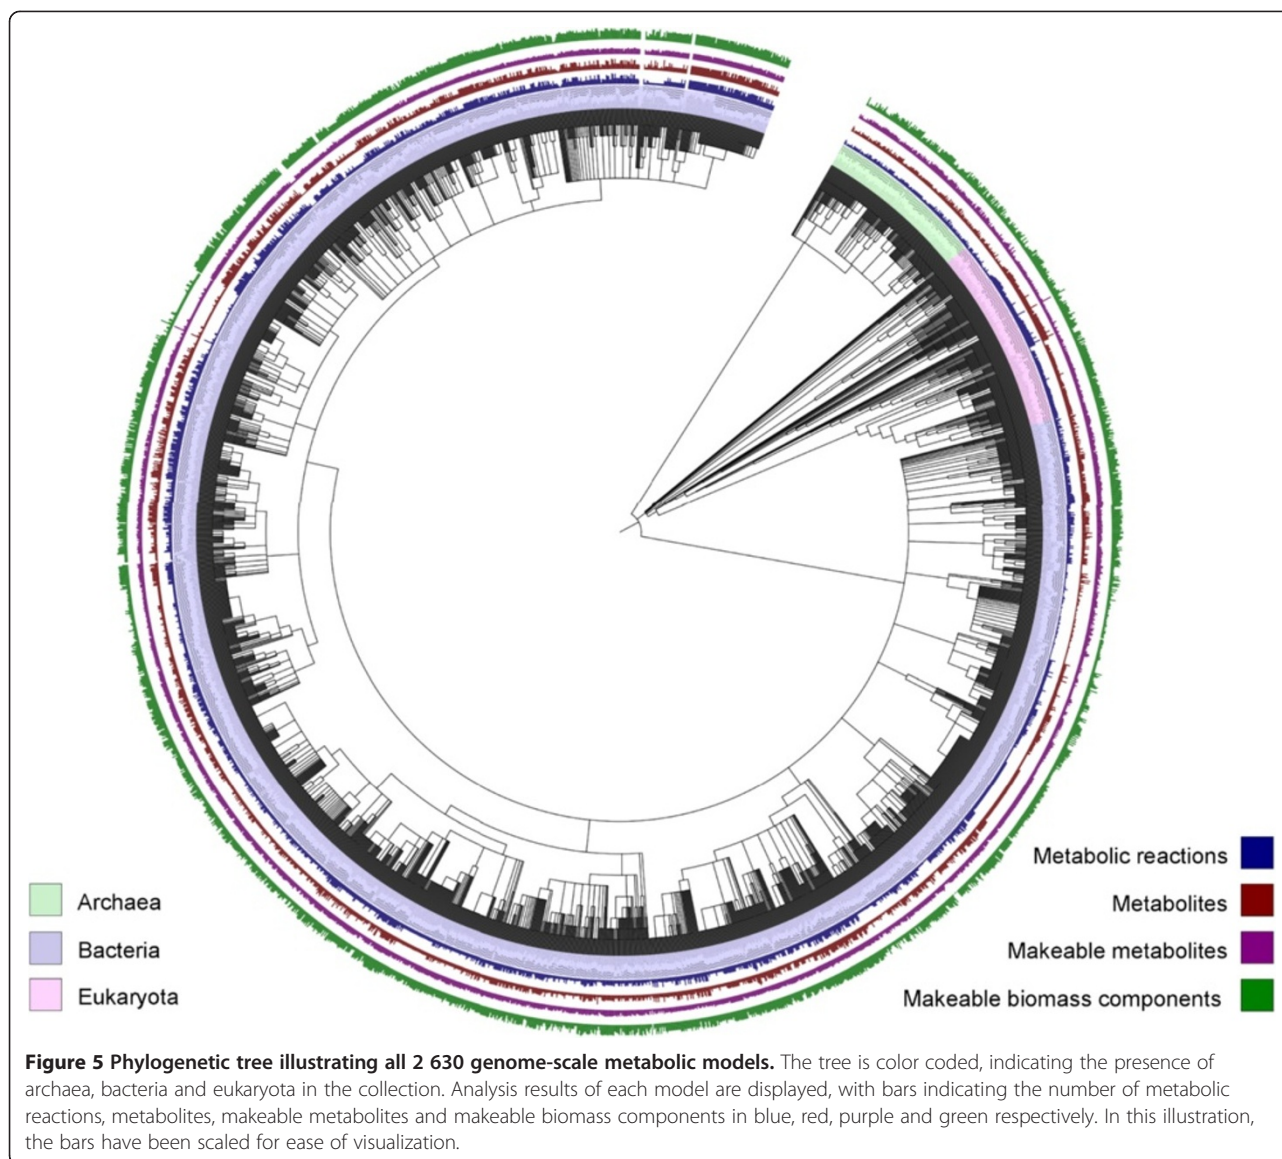 Archaea
Bacteria
Eukaryota
Metabolic reactions
Metabolites
Makeable metabolites
Makeable biomass components
Figure 5 Phylogenetic tree illustrating all 2 630 genome-scale metabolic models. The tree is color coded, indicating the presence of
archaea, bacteria and eukaryota in the collection. Analysis results of each model are displayed, with bars indicating the number of metabolic
reactions, metabolites, makeable metabolites and makeable biomass components in blue, red, purple and green respectively. In this illustration,
the bars have been scaled for ease of visualization.